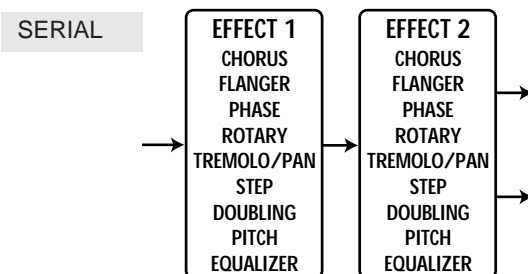 SERIAL
EFFECT 1
CHORUS
FLANGER
PHASE
ROTARY
TREMOLO/PAN
STEP
DOUBLING
PITCH
EQUALIZER
EFFECT 2
CHORUS
FLANGER
PHASE
ROTARY
TREMOLO/PAN
STEP
DOUBLING
PITCH
EQUALIZER